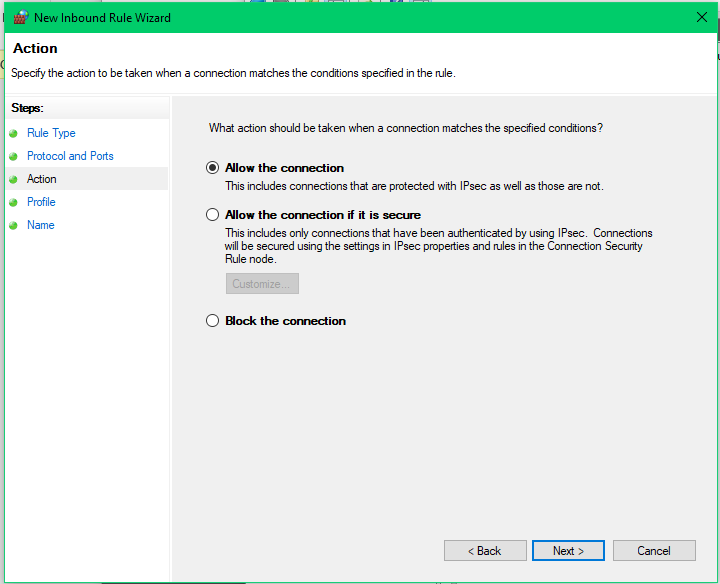 New Inbound Rule Wizard
Action
Specify the action to be taken when a connection matches the conditions specified in the rule.
Steps:
Rule Type
Protocol and Ports
Action
Profile
Name
What action should be taken when a connection matches the specified conditions?
Allow the connection
This includes connections that are protected with IPsec as well as those are not.
Allow the connection if it is secure
This includes only connections that have been authenticated by using IPsec. Connections
will be secured using the settings in IPsec properties and rules in the Connection Security
Rule node.
Customize...
Block the connection
< Back
Next >
Cancel